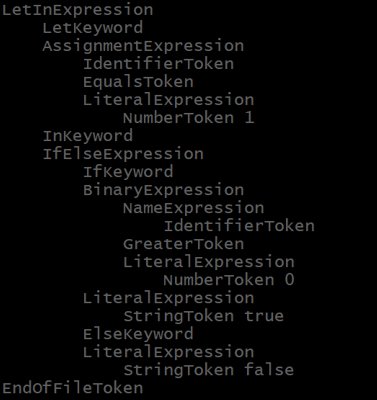 LetInExpression
LetKeyword
AssignmentExpression
IdentifierToken
EqualsToken
LiteralExpression
NumberToken 1
InKeyword
IfElseExpression
IfKeyword
BinaryExpression
NameExpression
IdentifierToken
GreaterToken
LiteralExpression
NumberToken 0
LiteralExpression
StringToken true
ElseKeyword
LiteralExpression
StringToken false
EndOfFileToken